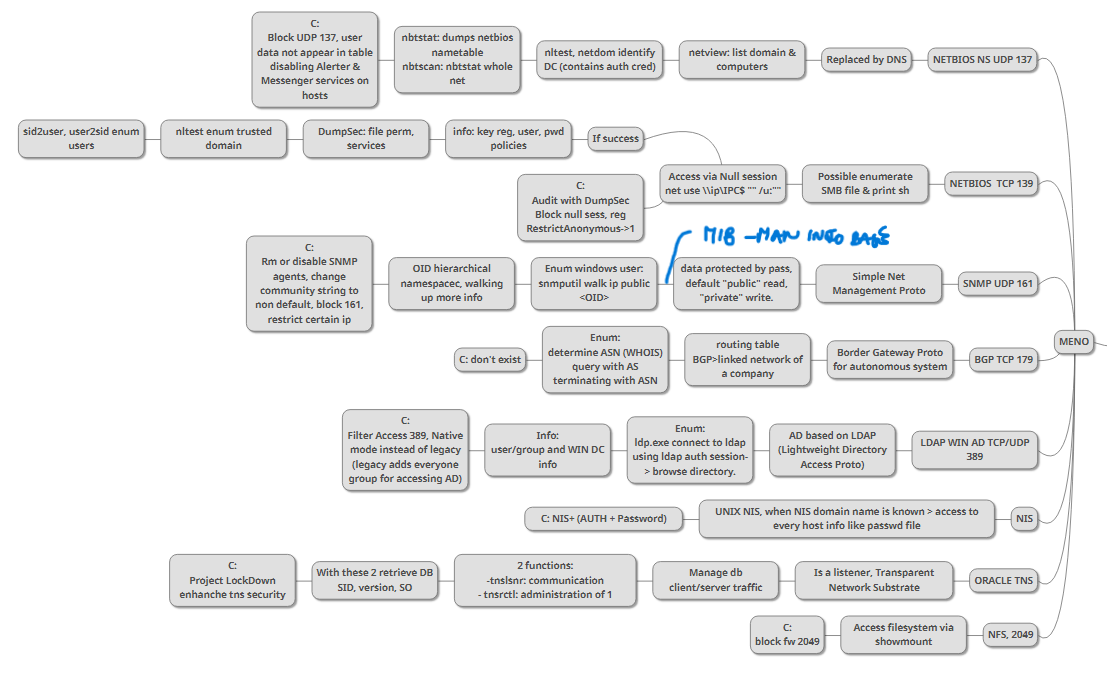 C:
Block UDP 137, user
data not appear in table
disabling Alerter &
Messenger services on
hosts
nbtstat: dumps netbios
nametable
nbtscan: nbtstat whole
net
nltest, netdom identify
DC (contains auth cred)
netview: list domain &
computers
Replaced by DNS
NETBIOS NS UDP 137
sid2user, user2sid enum
users
nltest enum trusted
domain
DumpSec: file perm,
services
info: key reg, user, pwd
policies
If success
C:
Audit with DumpSec
Block null sess, reg
RestrictAnonymous->1
Access via Null session
net use \\ip\IPC$ "" /u:""
Possible enumerate
SMB file & print sh
NETBIOS TCP 139
MIB - MAN INFO BASE
C:
Rm or disable SNMP
agents, change
community string to
non default, block 161,
restrict certain ip
OID hierarchical
namespacec, walking
up more info
Enum windows user:
snmputil walk ip public
<OID>
data protected by pass,
default "public" read,
"private" write.
Simple Net
Management Proto
SNMP UDP 161
MENO
C: don't exist
Enum:
determine ASN (WHOIS)
query with AS
terminating with ASN
routing table
BGP>linked network of
a company
Border Gateway Proto
for autonomous system
BGP TCP 179
C:
Filter Access 389, Native
mode instead of legacy
(legacy adds everyone
group for accessing AD)
Info:
user/group and WIN DC
info
Enum:
ldp.exe connect to ldap
using ldap auth session-
> browse directory.
AD based on LDAP
(Lightweight Directory
Access Proto)
LDAP WIN AD TCP/UDP
389
C: NIS+ (AUTH + Password)
UNIX NIS, when NIS domain name is known > access to
every host info like passwd file
NIS
C:
Project LockDown
enhanche tns security
With these 2 retrieve DB
SID, version, SO
2 functions:
-tnslsnr: communication
- tnsrctl: administration of 1
Manage db
client/server traffic
Is a listener, Transparent
Network Substrate
ORACLE TNS
C:
block fw 2049
Access filesystem via
showmount
NFS, 2049